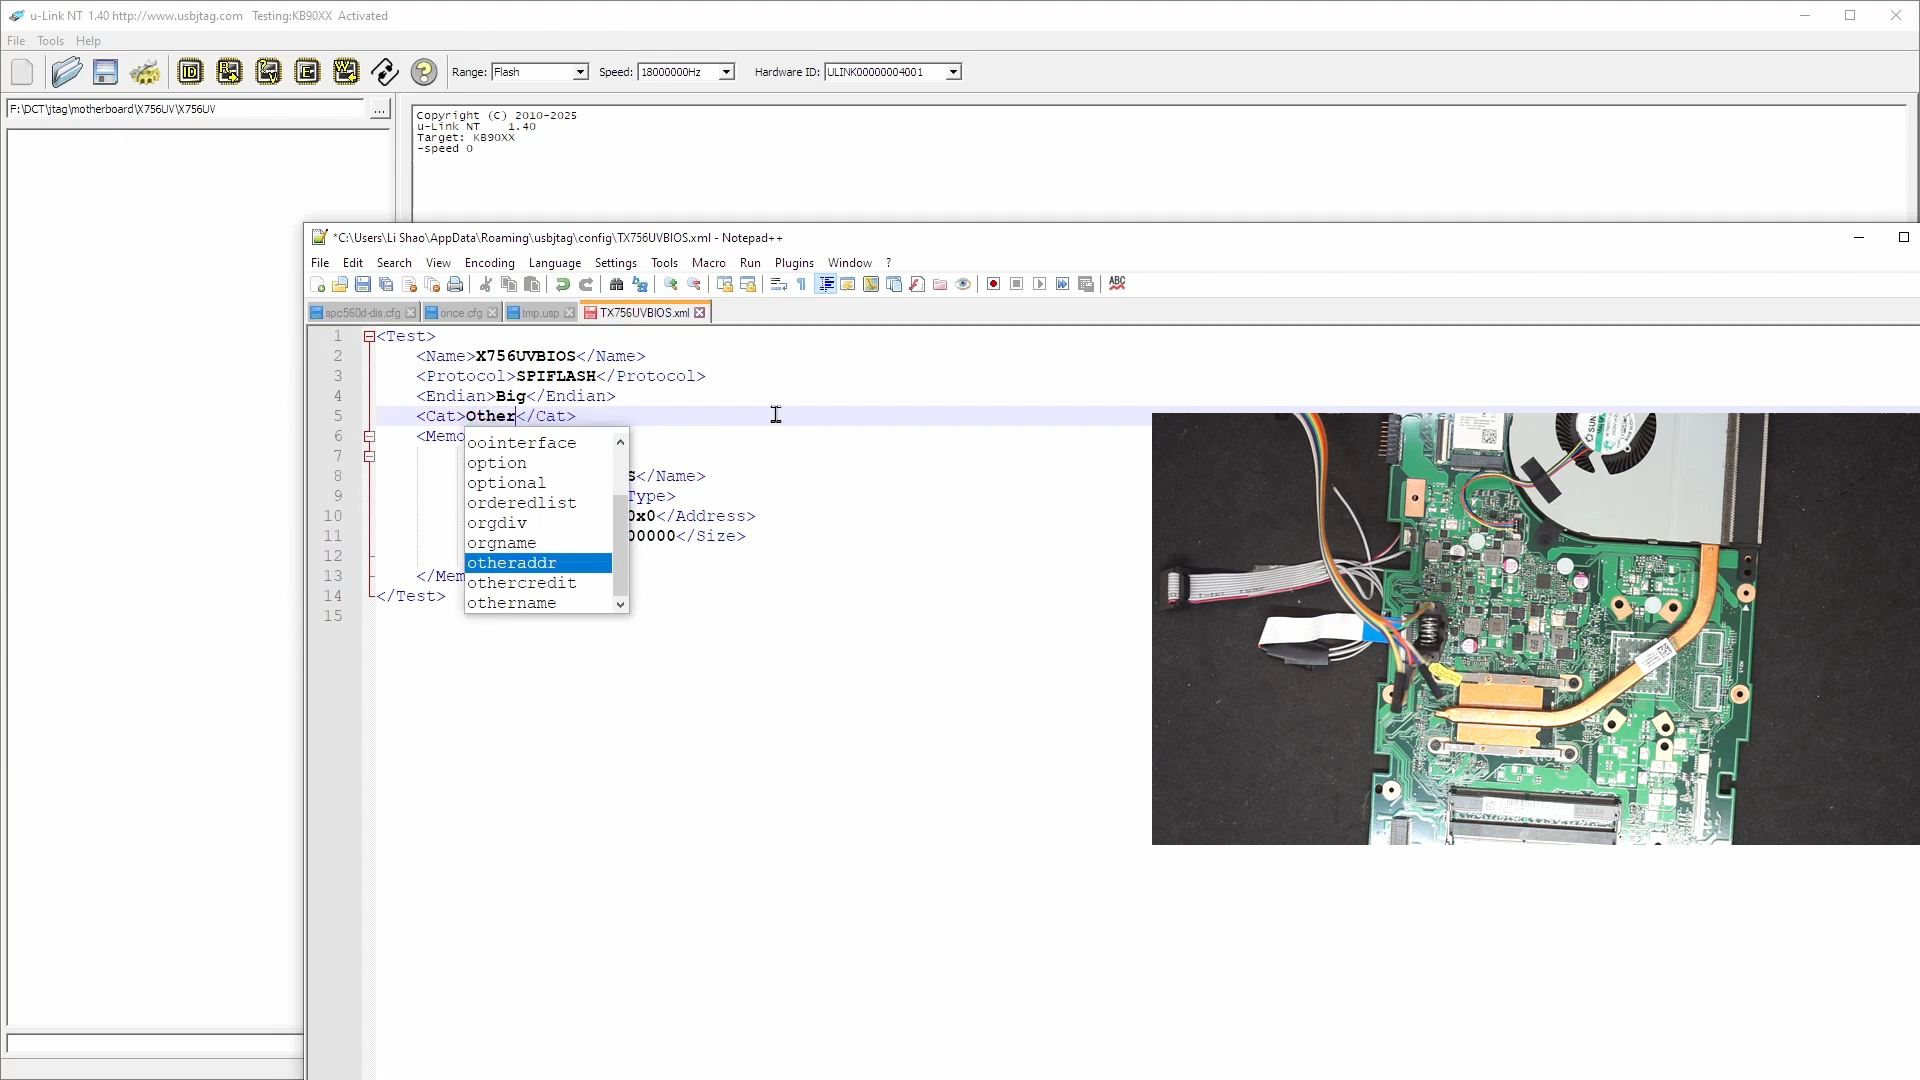 u-Link NT 1.40 http://www.usbjtag.com Testing:KB90XX Activated
File Tools Help
ID R V E W
Range: Flash Speed: 18000000Hz Hardware ID: ULINK00000004001
F:\DCT\jtag\motherboard\X756UV\X756UV ...
Copyright (C) 2010-2025
u-Link NT 1.40
Target: KB90XX
-speed 0
*C:\Users\Li Shao\AppData\Roaming\usbjtag\config\TX756UVBIOS.xml - Notepad++
File Edit Search View Encoding Language Settings Tools Macro Run Plugins Window ?
ABC
spc560d-dis.cfg once.cfg tmp.usp TX756UVBIOS.xml
1 <Test>
2 <Name>X756UVBIOS</Name>
3 <Protocol>SPIFLASH</Protocol>
4 <Endian>Big</Endian>
5 <Cat>Other</Cat>
6 <Memo
7
8 S</Name>
9 Type>
10 0x0</Address>
11 00000</Size>
12
13 </Mem
14 </Test>
15
oointerface
option
optional
orderedlist
orgdiv
orgname
otheraddr
othercredit
othername
SUN